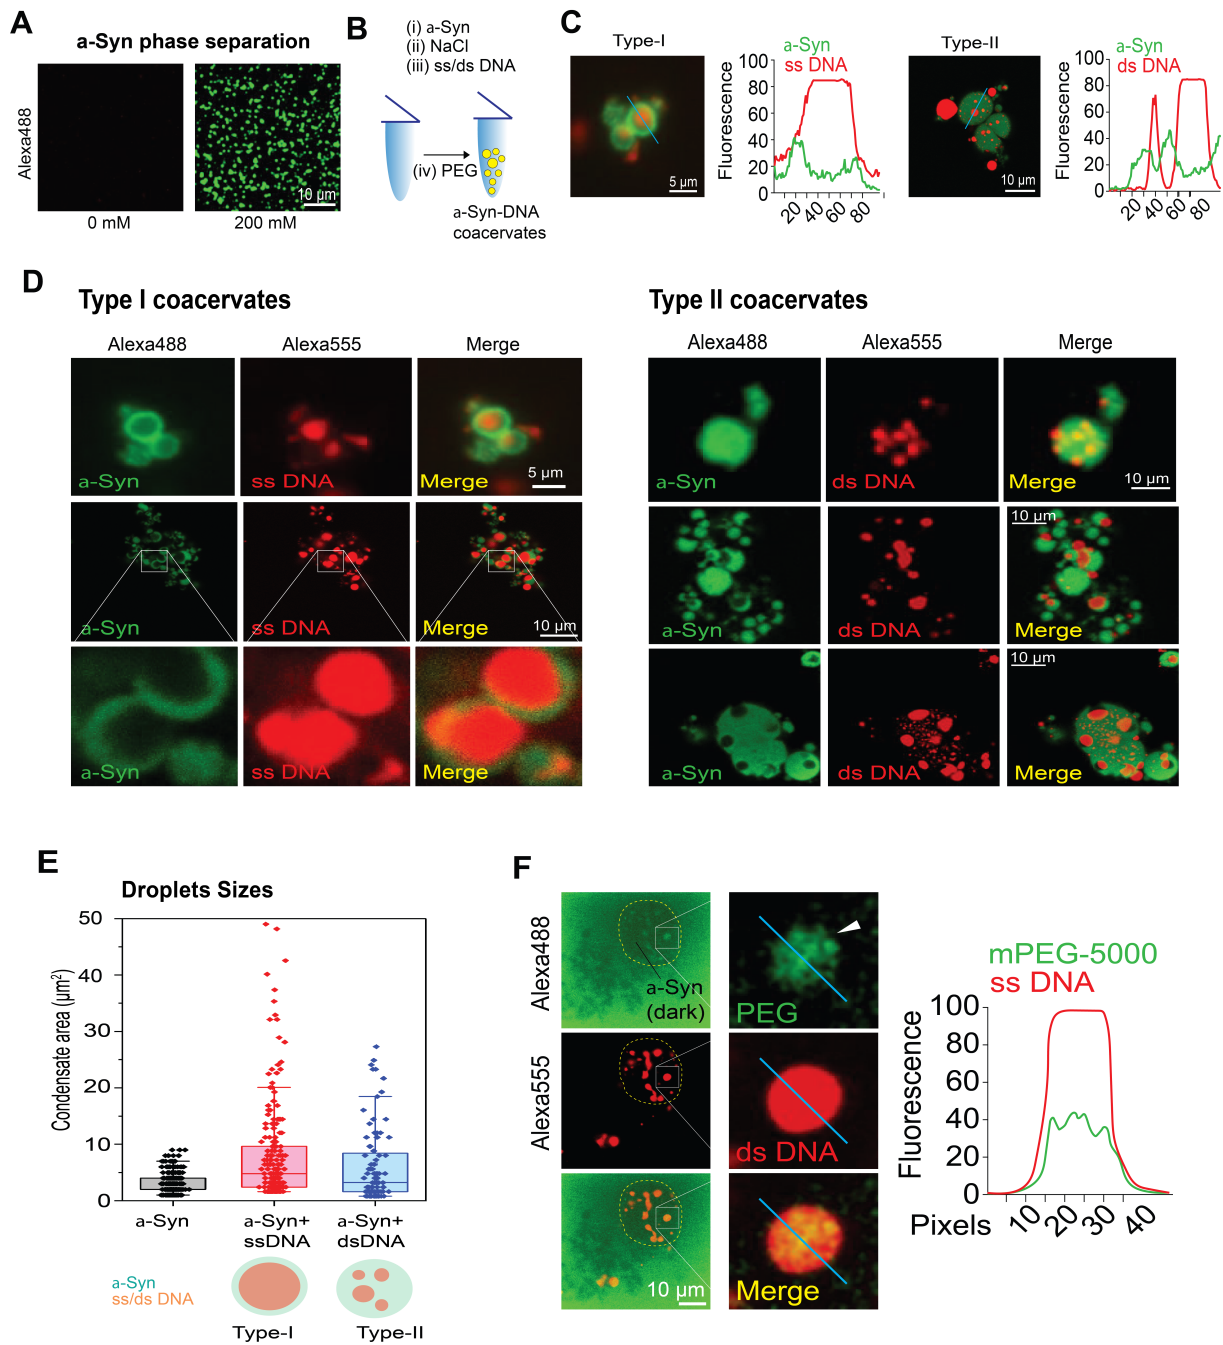 A
a-Syn phase separation
Alexa488
10 µm
0 mM
200 mM
B
(i) a-Syn
(ii) NaCl
(iii) ss/ds DNA
(iv) PEG
a-Syn-DNA
coacervates
C
Type-I
5 µm
a-Syn
ss DNA
Fluorescence
100
80
60
40
20
0
20
40
60
80
Type-II
10 µm
a-Syn
ds DNA
Fluorescence
100
80
60
40
20
0
20
40
60
80
D
Type I coacervates
Alexa488
Alexa555
Merge
a-Syn
ss DNA
Merge
5 µm
a-Syn
ss DNA
Merge
10 µm
a-Syn
ss DNA
Merge
Type II coacervates
Alexa488
Alexa555
Merge
a-Syn
ds DNA
Merge
10 µm
a-Syn
ds DNA
10 µm
Merge
a-Syn
ds DNA
10 µm
Merge
E
Droplets Sizes
Condensate area (µm²)
50
40
30
20
10
0
a-Syn
a-Syn+
ssDNA
a-Syn+
dsDNA
a-Syn
ss/ds DNA
Type-I
Type-II
F
Alexa488
a-Syn
(dark)
PEG
Alexa555
ds DNA
10 µm
Merge
mPEG-5000
ss DNA
Fluorescence
100
80
60
40
20
0
Pixels
10
20
30
40